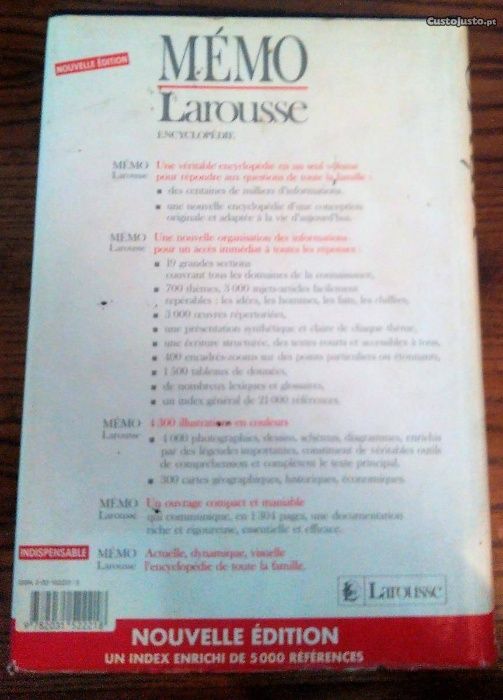 CustoJusto.pt
NOUVELLE ÉDITION
MÉMO
Larousse
ENCYCLOPÉDIE
MÉMO Une véritable encyclopédie en un seul volume
Larousse pour répondre aux questions de toute la famille :
■ des centaines de milliers d'informations.
■ une nouvelle encyclopédie d'une conception
originale et adaptée à la vie d'aujourd'hui.
MÉMO Une nouvelle organisation des informations
Larousse pour un accès immédiat à toutes les réponses :
■ 19 grandes sections
couvrant tous les domaines de la connaissance,
■ 700 thèmes, 3 000 sujets-articles facilement
repérables : les idées, les hommes, les faits, les chiffres,
■ 3 000 œuvres répertoriées,
■ une présentation synthétique et claire de chaque thème,
■ une écriture structurée, des textes courts et accessibles à tous,
■ 400 encadrés-zooms sur des points particuliers ou étonnants,
■ 1 500 tableaux de données,
■ de nombreux lexiques et glossaires,
■ un index général de 21 000 références.
MÉMO 4 300 illustrations en couleurs
Larousse ■ 4 000 photographies, dessins, schémas, diagrammes, enrichis
par des légendes importantes, constituent de véritables outils
de compréhension et complètent le texte principal.
■ 300 cartes géographiques, historiques, économiques.
MÉMO Un ouvrage compact et maniable
Larousse qui communique, en 1 304 pages, une documentation
riche et rigoureuse, essentielle et efficace.
INDISPENSABLE MÉMO Actuelle, dynamique, visuelle
Larousse l'encyclopédie de toute la famille.
Larousse
NOUVELLE ÉDITION
UN INDEX ENRICHI DE 5 000 RÉFÉRENCES